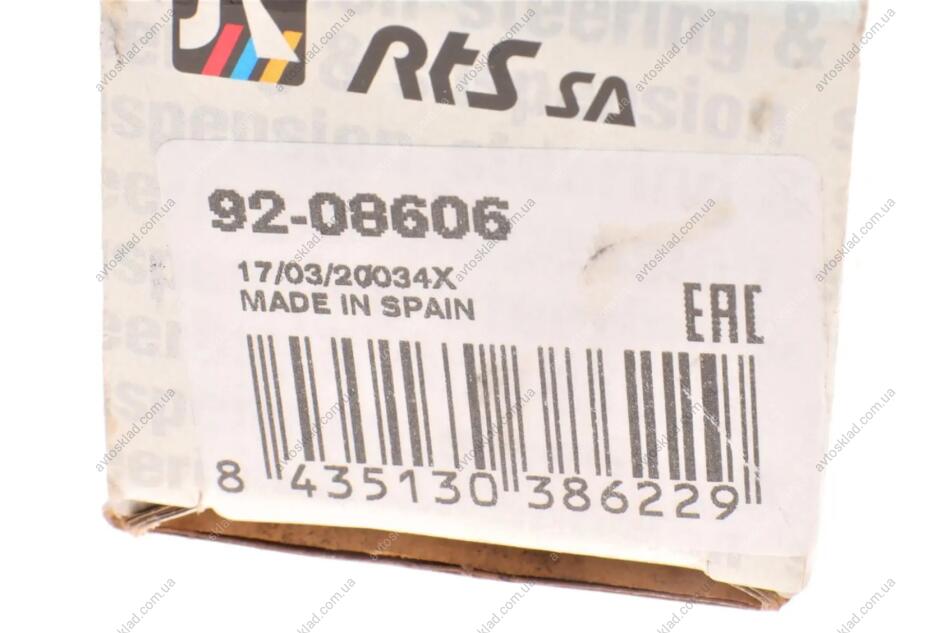 RTS SA
92-08606
17/03/20034X
MADE IN SPAIN
EAC
8 435130 386229
avtosklad.com.ua